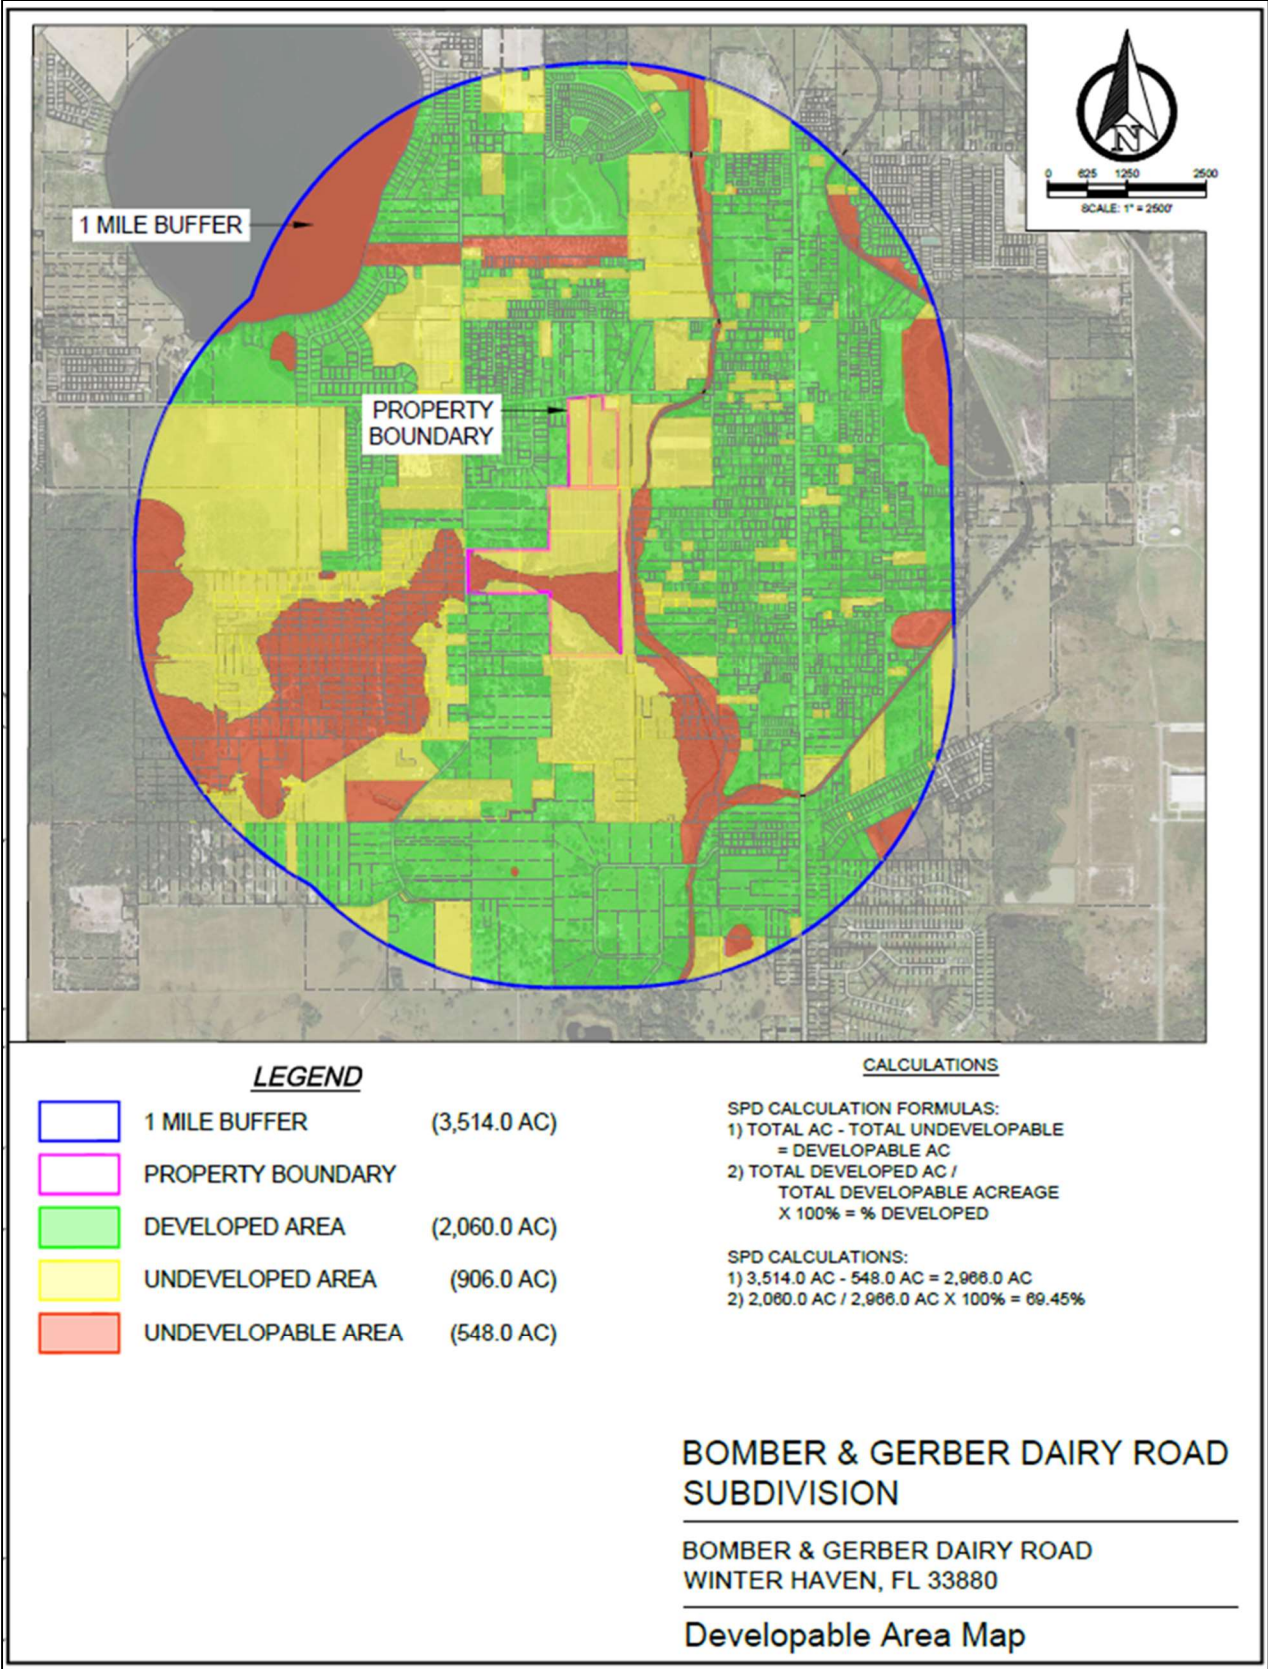 N
0 625 1250 2500
SCALE: 1" = 2500'
1 MILE BUFFER
PROPERTY
BOUNDARY
LEGEND
1 MILE BUFFER (3,514.0 AC)
PROPERTY BOUNDARY
DEVELOPED AREA (2,060.0 AC)
UNDEVELOPED AREA (906.0 AC)
UNDEVELOPABLE AREA (548.0 AC)
CALCULATIONS
SPD CALCULATION FORMULAS:
1) TOTAL AC - TOTAL UNDEVELOPABLE
= DEVELOPABLE AC
2) TOTAL DEVELOPED AC /
TOTAL DEVELOPABLE ACREAGE
X 100% = % DEVELOPED
SPD CALCULATIONS:
1) 3,514.0 AC - 548.0 AC = 2,966.0 AC
2) 2,060.0 AC / 2,966.0 AC X 100% = 69.45%
BOMBER & GERBER DAIRY ROAD
SUBDIVISION
BOMBER & GERBER DAIRY ROAD
WINTER HAVEN, FL 33880
Developable Area Map